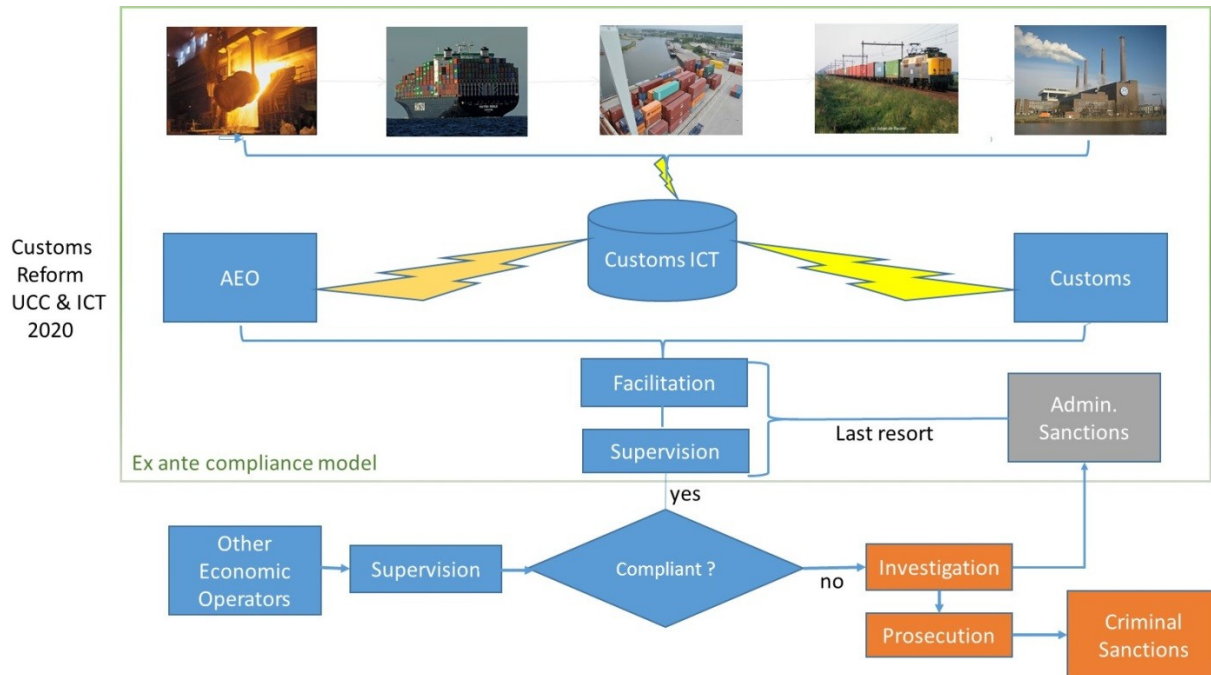 Customs
Reform
UCC & ICT
2020
Customs ICT
AEO
Customs
Facilitation
Supervision
Last resort
Admin.
Sanctions
Ex ante compliance model
yes
Other
Economic
Operators
Supervision
Compliant ?
no
Investigation
Prosecution
Criminal
Sanctions